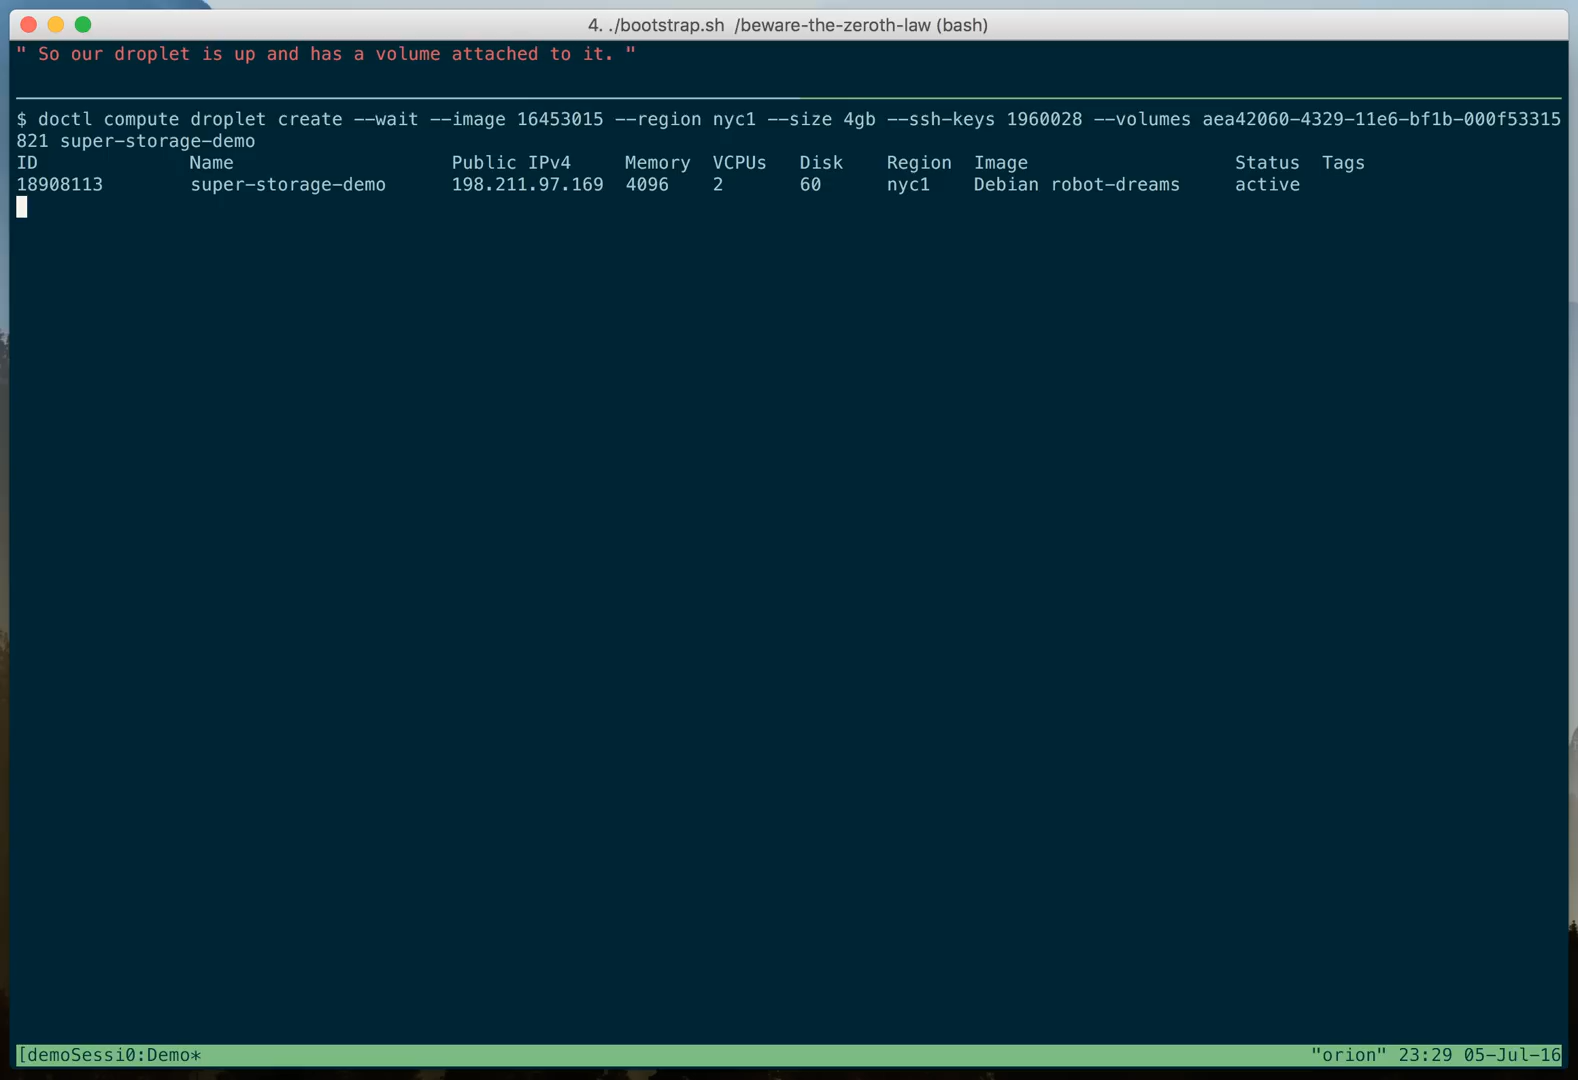 4. ./bootstrap.sh /beware-the-zeroth-law (bash)
" So our droplet is up and has a volume attached to it. "
$ doctl compute droplet create --wait --image 16453015 --region nyc1 --size 4gb --ssh-keys 1960028 --volumes aea42060-4329-11e6-bf1b-000f53315
821 super-storage-demo
ID Name Public IPv4 Memory VCPUs Disk Region Image Status Tags
18908113 super-storage-demo 198.211.97.169 4096 2 60 nyc1 Debian robot-dreams active
[demoSessi0:Demo* "orion" 23:29 05-Jul-16